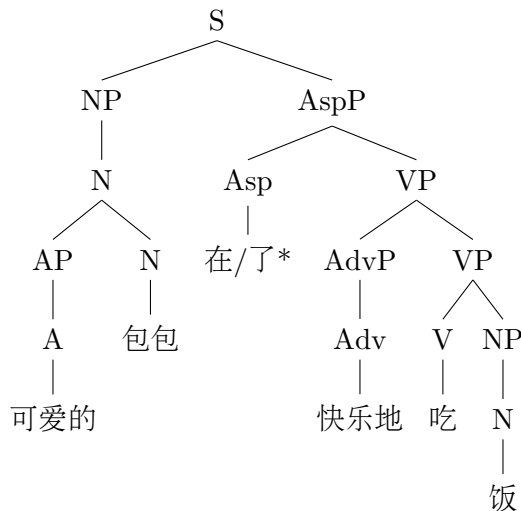 S
NP AspP
N Asp VP
AP N 在/了* AdvP VP
A 包包 Adv V NP
可爱的 快乐地 吃 N
饭